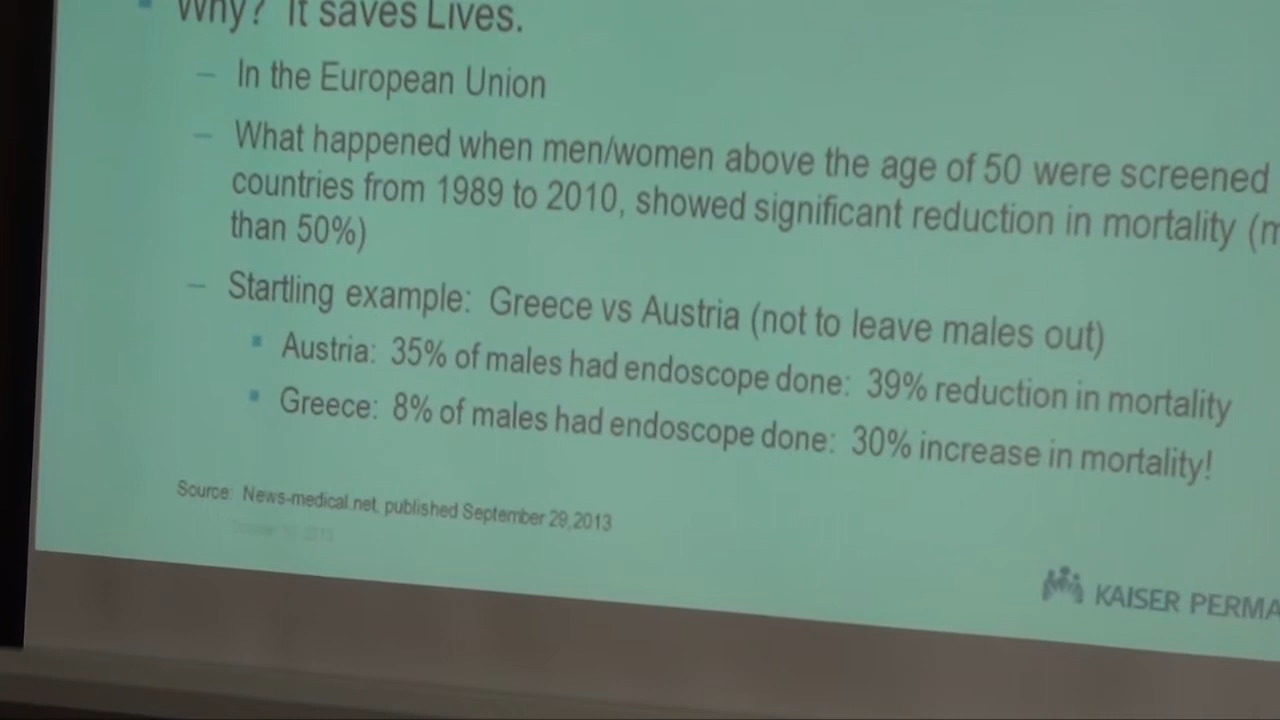 Why? It saves Lives.
– In the European Union
– What happened when men/women above the age of 50 were screened
countries from 1989 to 2010, showed significant reduction in mortality (m
than 50%)
– Startling example: Greece vs Austria (not to leave males out)
Austria: 35% of males had endoscope done: 39% reduction in mortality
Greece: 8% of males had endoscope done: 30% increase in mortality!
Source: News-medical.net, published September 29,2013
KAISER PERMA